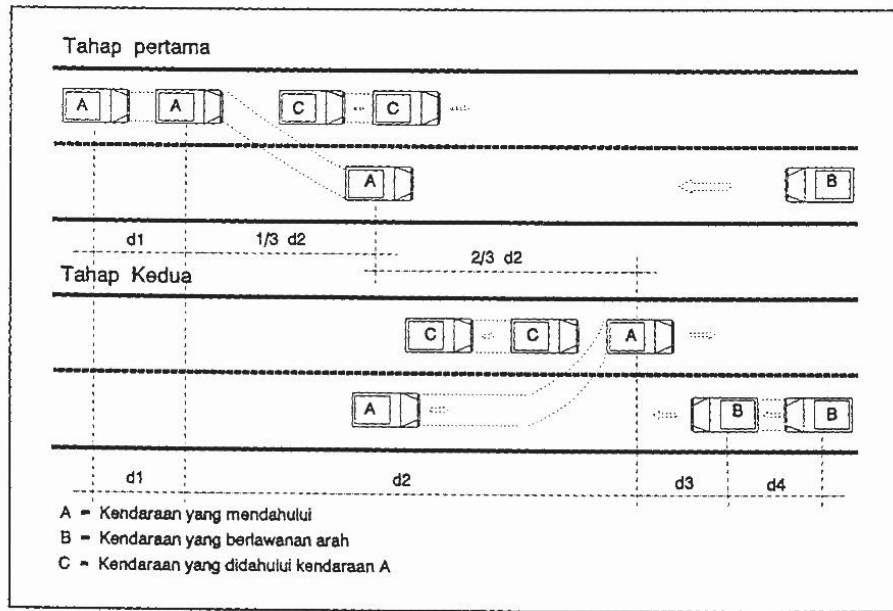 Tahap pertama
A A C C
A B
d1 1/3 d2
2/3 d2
Tahap Kedua
C C A
A B B
d1 d2 d3 d4
A = Kendaraan yang mendahului
B = Kendaraan yang berlawanan arah
C = Kendaraan yang didahului kendaraan A